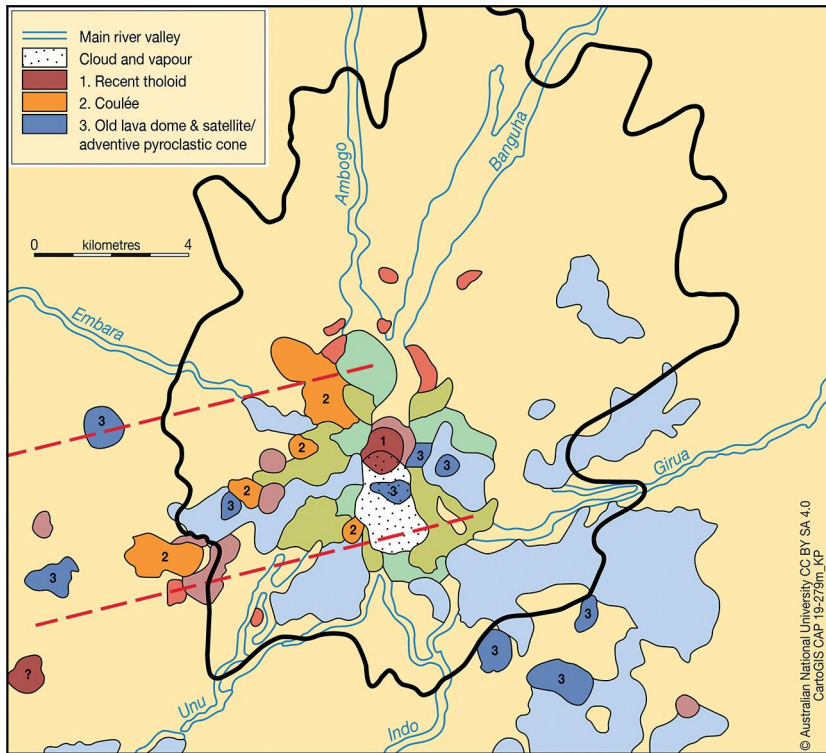 Main river valley
Cloud and vapour
1. Recent tholoid
2. Coulée
3. Old lava dome & satellite/
adventive pyroclastic cone
0 kilometres 4
Ambogo
Banguha
Embara
2
3
1
2
3
3
2
3
3
2
2
3
Girua
3
3
3
?
Unu
Indo
© Australian National University CC BY SA 4.0
CartoGIS CAP 19-279m_KP